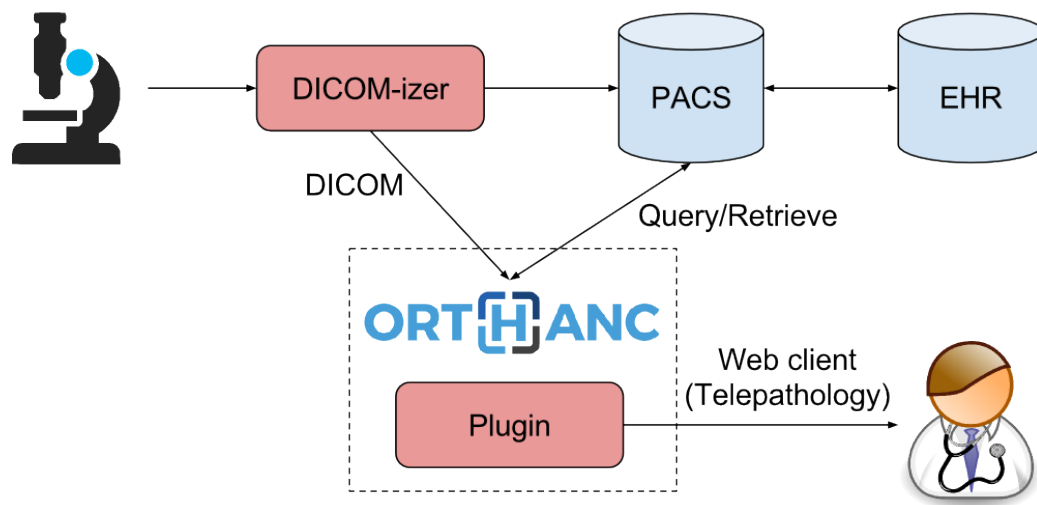 DICOM-izer
PACS
EHR
DICOM
Query/Retrieve
ORTHANC
Web client
(Telepathology)
Plugin